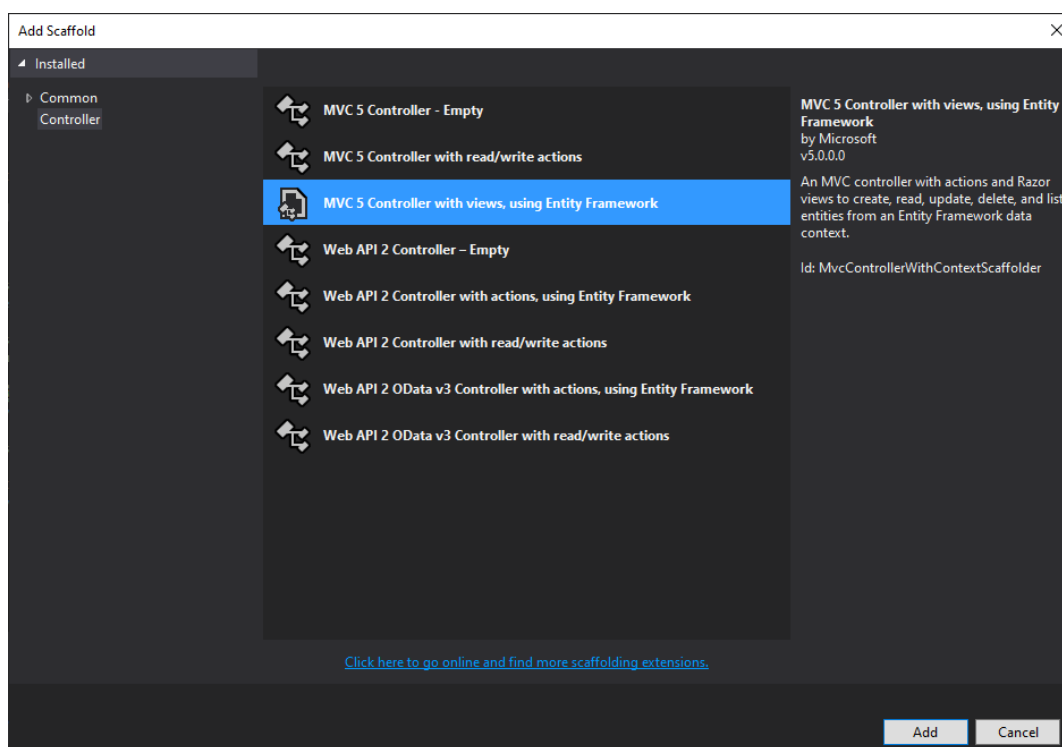 Add Scaffold
Installed
Common
Controller
MVC 5 Controller - Empty
MVC 5 Controller with read/write actions
MVC 5 Controller with views, using Entity Framework
Web API 2 Controller – Empty
Web API 2 Controller with actions, using Entity Framework
Web API 2 Controller with read/write actions
Web API 2 OData v3 Controller with actions, using Entity Framework
Web API 2 OData v3 Controller with read/write actions
Click here to go online and find more scaffolding extensions.
MVC 5 Controller with views, using Entity
Framework
by Microsoft
v5.0.0.0
An MVC controller with actions and Razor
views to create, read, update, delete, and list
entities from an Entity Framework data
context.
Id: MvcControllerWithContextScaffolder
Add
Cancel